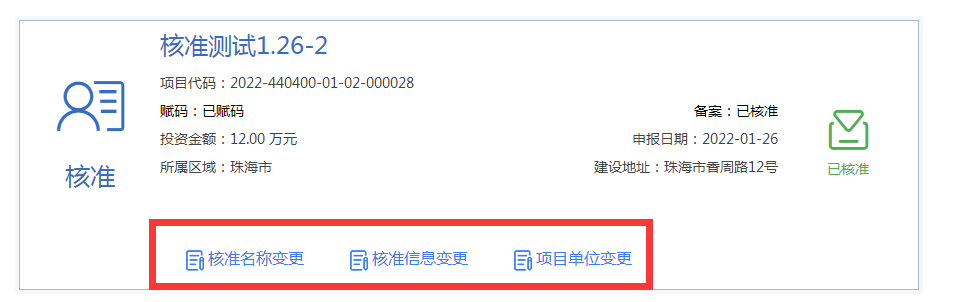 核准测试1.26-2
项目代码：2022-440400-01-02-000028
赋码：已赋码 备案：已核准
投资金额：12.00 万元 申报日期：2022-01-26
所属区域：珠海市 建设地址：珠海市香周路12号
核准
已核准
核准名称变更 核准信息变更 项目单位变更